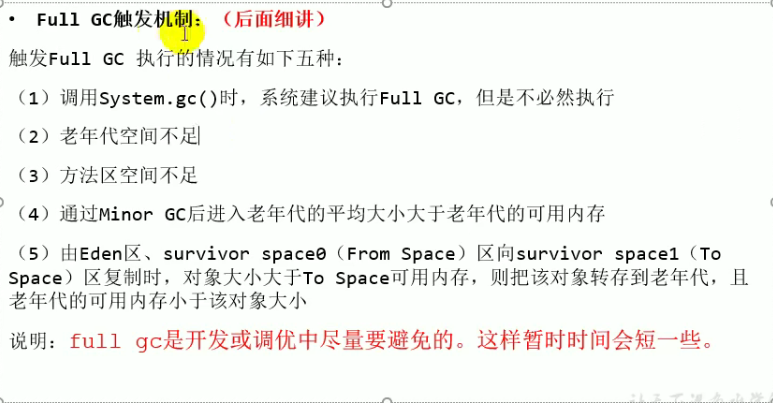 • Full GC触发机制：（后面细讲）
触发Full GC 执行的情况有如下五种：
（1）调用System.gc()时，系统建议执行Full GC，但是不必然执行
（2）老年代空间不足
（3）方法区空间不足
（4）通过Minor GC后进入老年代的平均大小大于老年代的可用内存
（5）由Eden区、survivor space0（From Space）区向survivor space1（To
Space）区复制时，对象大小大于To Space可用内存，则把该对象转存到老年代，且
老年代的可用内存小于该对象大小
说明：full gc是开发或调优中尽量要避免的。这样暂时时间会短一些。